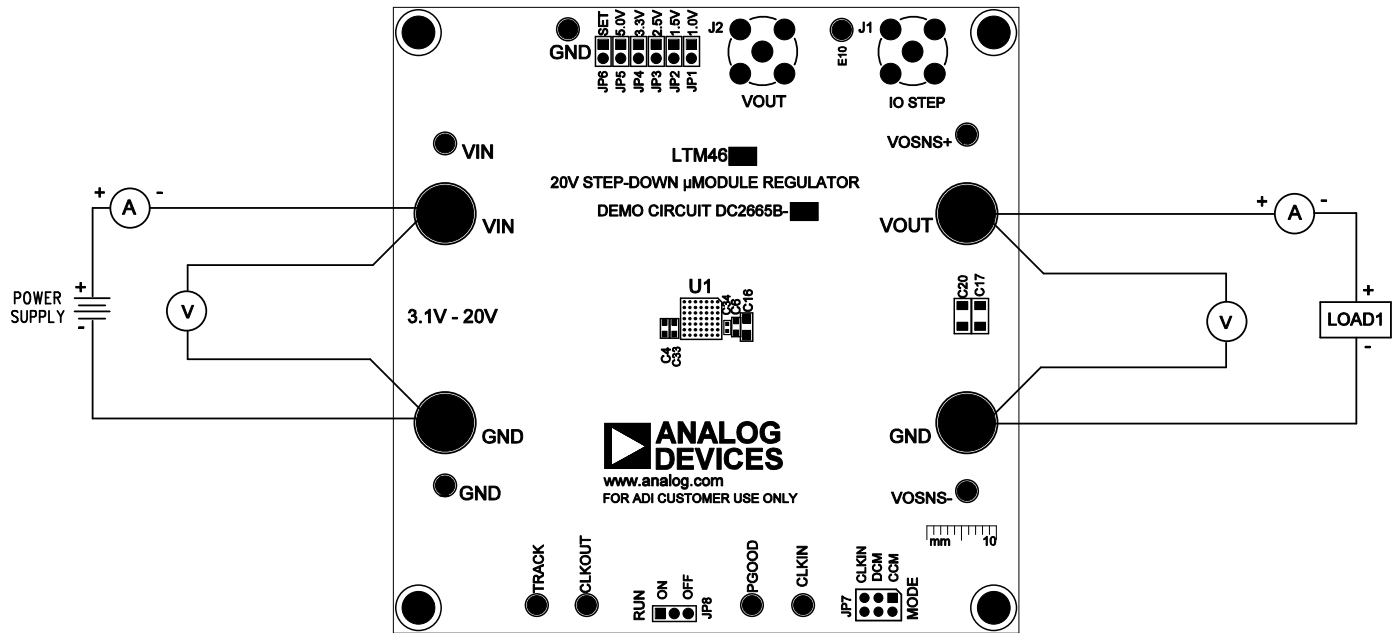 GND
SET
5.0V
3.3V
2.5V
1.5V
1.0V
JP6
JP5
JP4
JP3
JP2
JP1
J2
VOUT
E10
J1
IO STEP
VIN
VOSNS+
LTM46
20V STEP-DOWN µMODULE REGULATOR
DEMO CIRCUIT DC2665B-
+ A -
VIN
VOUT
+ A -
POWER
SUPPLY
+
-
V
3.1V - 20V
U1
C4
C33
C34
C6
C16
C20
C17
V
+
LOAD1
-
GND
GND
ANALOG
DEVICES
www.analog.com
FOR ADI CUSTOMER USE ONLY
GND
VOSNS-
mm 10
TRACK
CLKOUT
RUN
ON
OFF
JP8
PGOOD
CLKIN
JP7
CLKIN
DCM
CCM
MODE